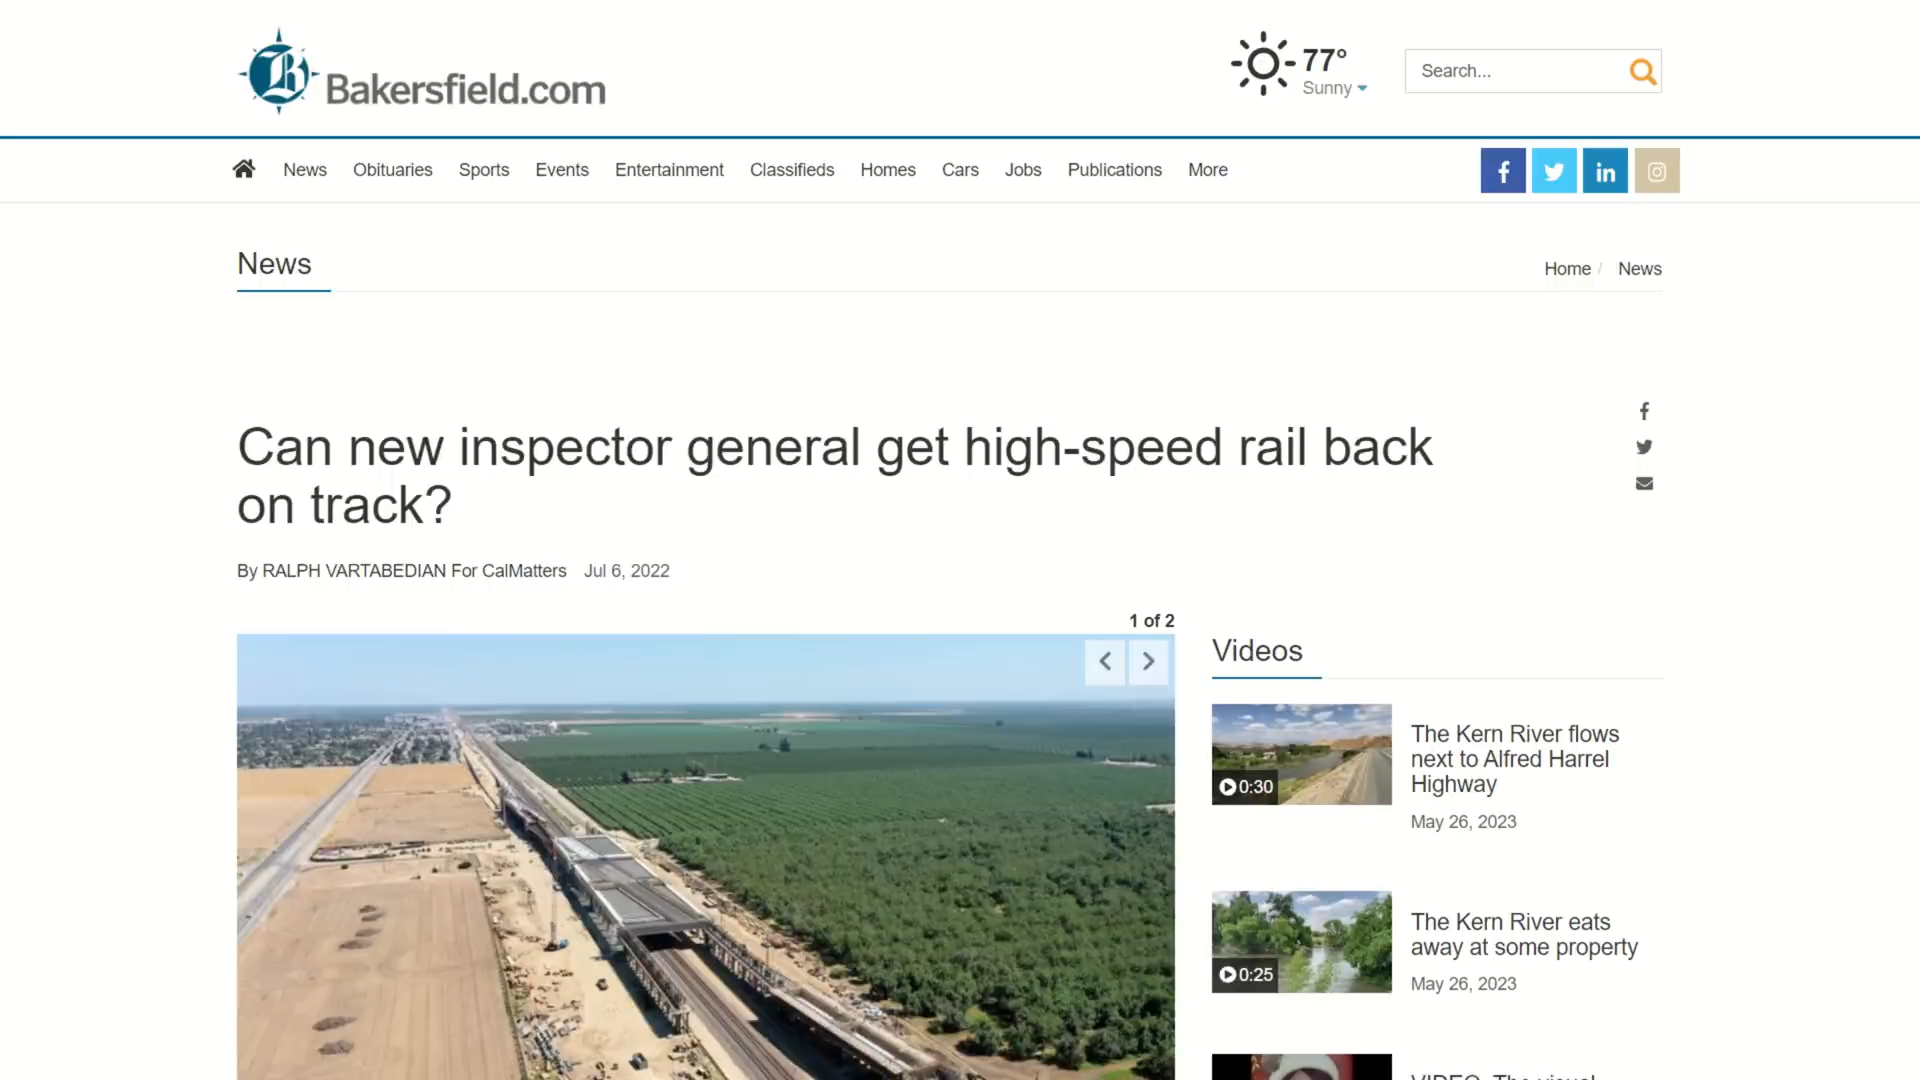 Bakersfield.com
77°
Sunny
Search...
News Obituaries Sports Events Entertainment Classifieds Homes Cars Jobs Publications More
News
Home / News
Can new inspector general get high-speed rail back
on track?
By RALPH VARTABEDIAN For CalMatters Jul 6, 2022
1 of 2
Videos
0:30
The Kern River flows
next to Alfred Harrel
Highway
May 26, 2023
0:25
The Kern River eats
away at some property
May 26, 2023
VIDEO: The visual